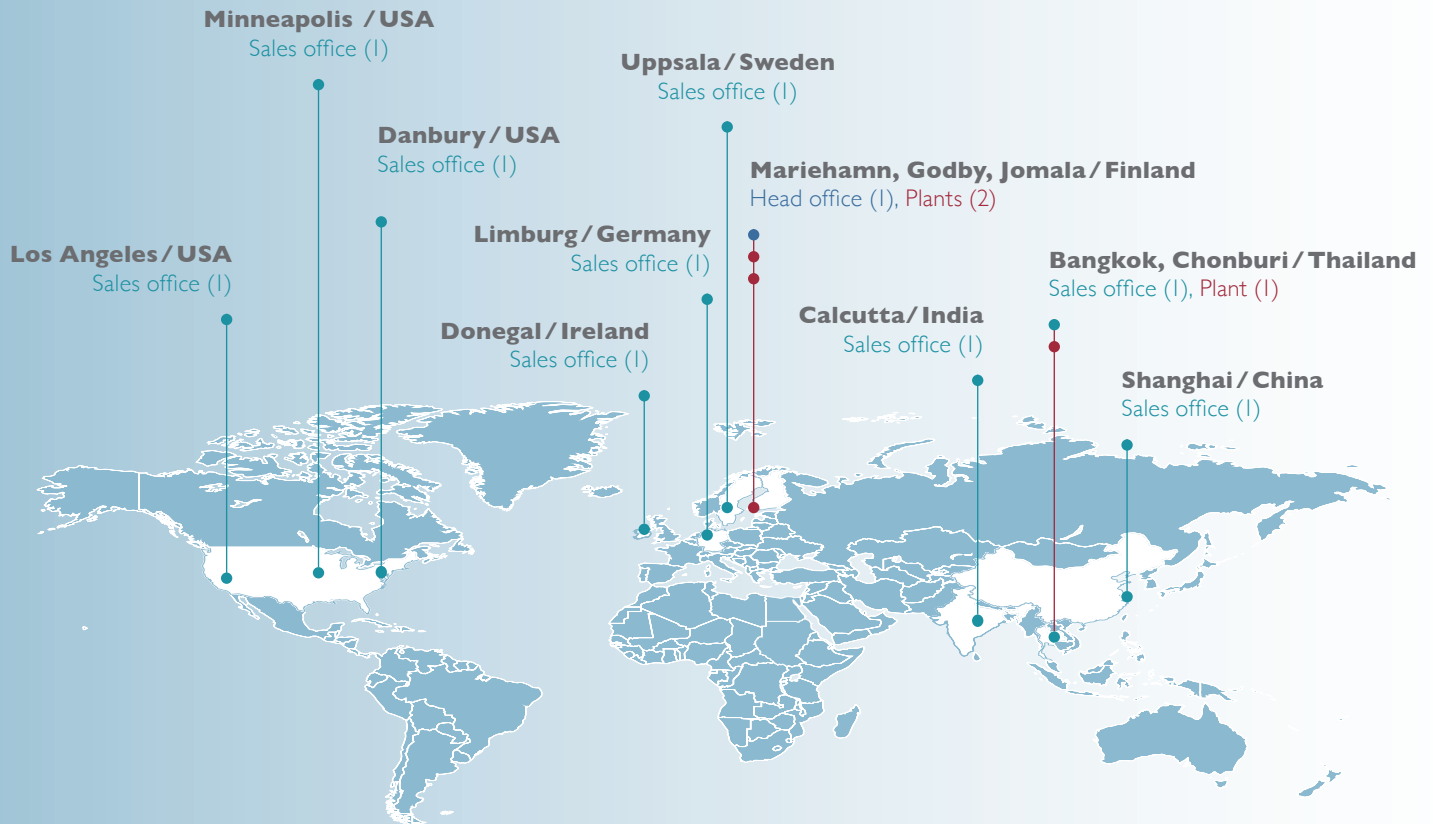 Minneapolis / USA
Sales office (1)
Uppsala / Sweden
Sales office (1)
Danbury / USA
Sales office (1)
Mariehamn, Godby, Jomala / Finland
Head office (1), Plants (2)
Limburg / Germany
Sales office (1)
Los Angeles / USA
Sales office (1)
Bangkok, Chonburi / Thailand
Sales office (1), Plant (1)
Donegal / Ireland
Sales office (1)
Calcutta / India
Sales office (1)
Shanghai / China
Sales office (1)